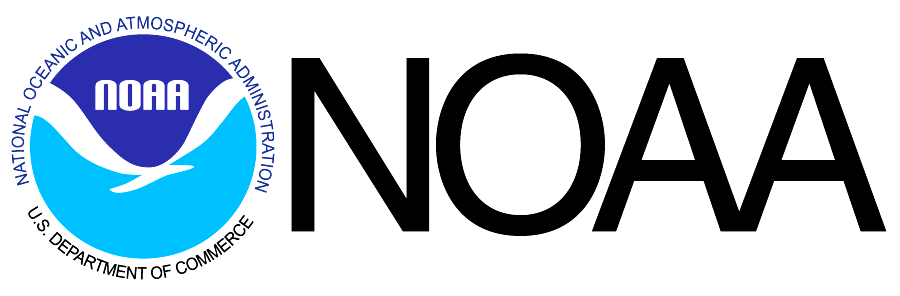 NATIONAL OCEANIC AND ATMOSPHERIC ADMINISTRATION
NOAA
U.S. DEPARTMENT OF COMMERCE
NOAA